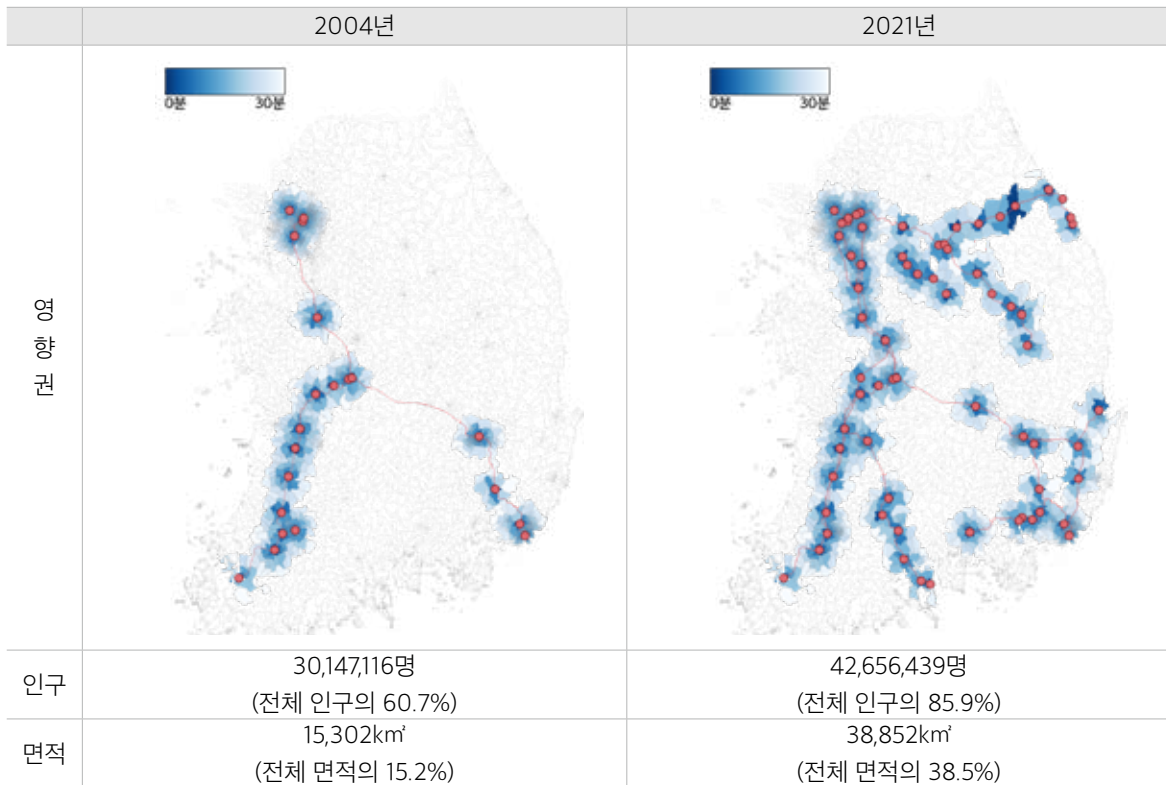 2004년 2021년
0분 30분 0분 30분
영
향
권
인구 30,147,116명 42,656,439명
(전체 인구의 60.7%) (전체 인구의 85.9%)
면적 15,302㎢ 38,852㎢
(전체 면적의 15.2%) (전체 면적의 38.5%)